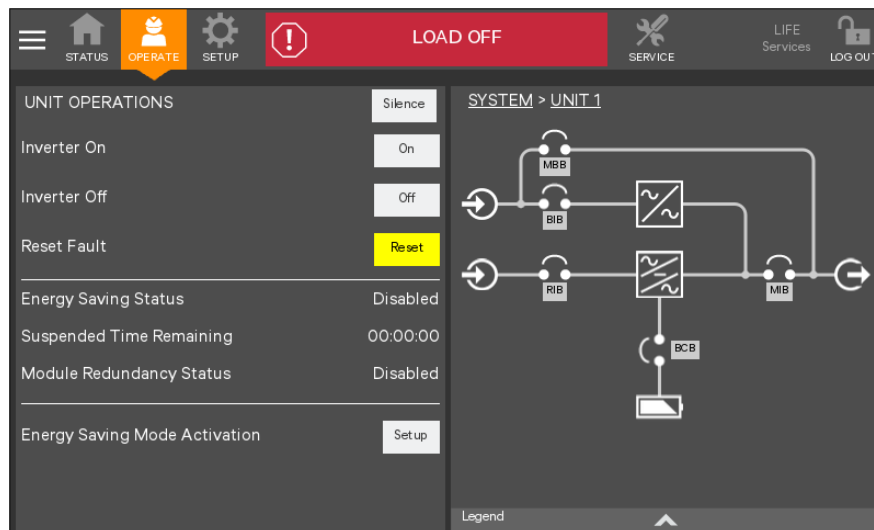 STATUS
OPERATE
SETUP
LOAD OFF
SERVICE
LIFE
Services
LOG OUT
UNIT OPERATIONS
Silence
Inverter On
On
Inverter Off
Off
Reset Fault
Reset
Energy Saving Status
Disabled
Suspended Time Remaining
00:00:00
Module Redundancy Status
Disabled
Energy Saving Mode Activation
Setup
SYSTEM > UNIT 1
MBB
BIB
RIB
MIB
BCB
Legend